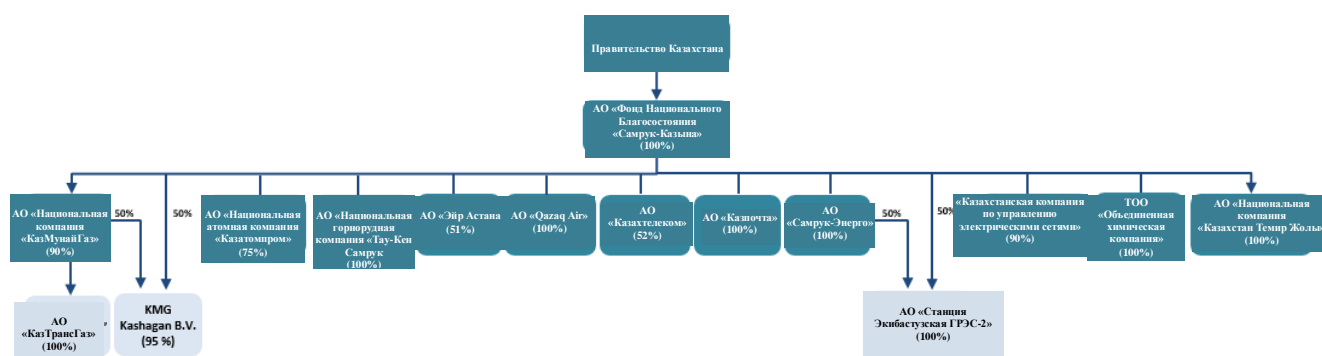 Правительство Казахстана
АО «Фонд Национального
Благосостояния
«Самрук-Казына»
(100%)
АО «Национальная
компания
«КазМунайГаз»
(90%)
50%
50%
АО «Национальная
атомная компания
«Казатомпром»
(75%)
АО «Национальная
горнорудная
компания «Тау-Кен
Самрук
(100%)
АО «Эйр Астана
(51%)
АО «Qazaq Air»
(100%)
АО
«Казахтелеком»
(52%)
АО «Казпочта»
(100%)
АО
«Самрук-Энерго»
(100%)
50%
50%
«Казахстанская компания
по управлению
электрическими сетями»
(90%)
ТОО
«Объединенная
химическая
компания»
(100%)
АО «Национальная
компания
«Казахстан Темир Жолы»
(100%)
АО
«КазТрансГаз»
(100%)
KMG
Kashagan B.V.
(95 %)
АО «Станция
Экибастузская ГРЭС-2»
(100%)